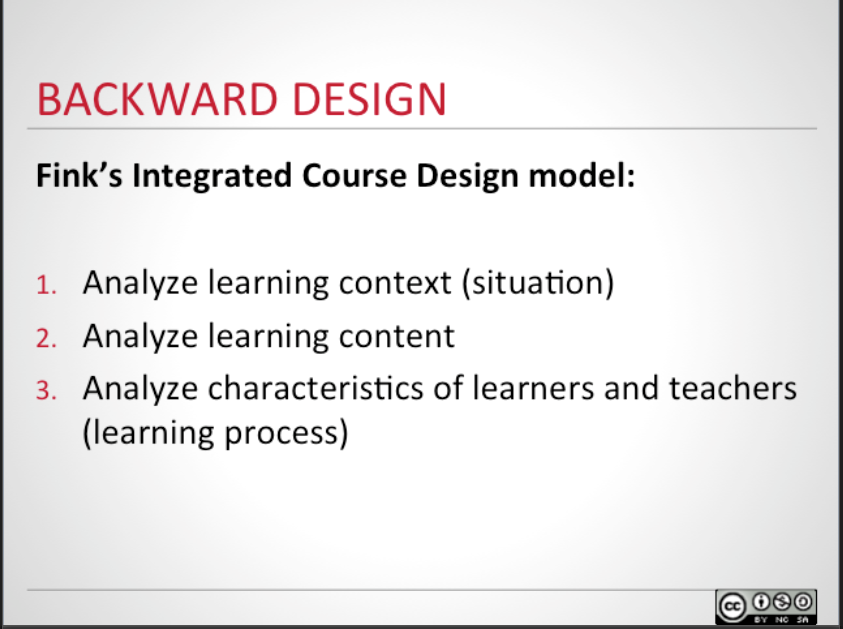 BACKWARD DESIGN
Fink’s Integrated Course Design model:
1. Analyze learning context (situation)
2. Analyze learning content
3. Analyze characteristics of learners and teachers
(learning process)
cc
BY NC SA